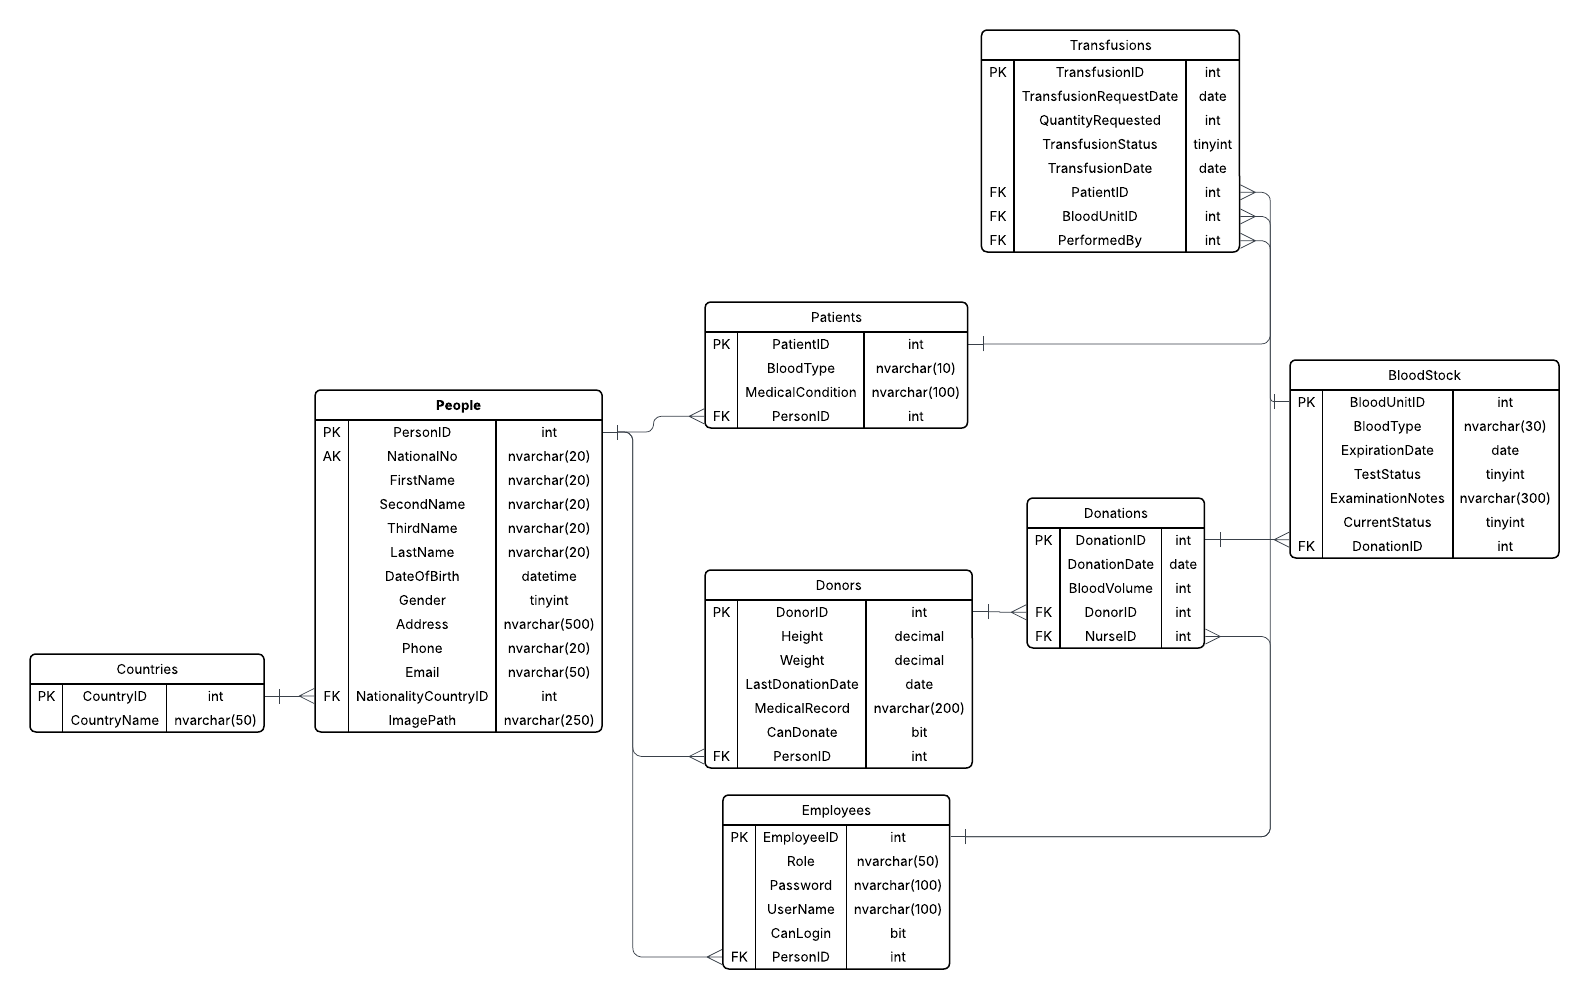 Transfusions
PK TransfusionID int
TransfusionRequestDate date
QuantityRequested int
TransfusionStatus tinyint
TransfusionDate date
FK PatientID int
FK BloodUnitID int
FK PerformedBy int
Patients
PK PatientID int
BloodType nvarchar(10)
MedicalCondition nvarchar(100)
FK PersonID int
BloodStock
PK BloodUnitID int
BloodType nvarchar(30)
ExpirationDate date
TestStatus tinyint
ExaminationNotes nvarchar(300)
CurrentStatus tinyint
FK DonationID int
People
PK PersonID int
AK NationalNo nvarchar(20)
FirstName nvarchar(20)
SecondName nvarchar(20)
ThirdName nvarchar(20)
LastName nvarchar(20)
DateOfBirth datetime
Gender tinyint
Address nvarchar(500)
Phone nvarchar(20)
Email nvarchar(50)
FK NationalityCountryID int
ImagePath nvarchar(250)
Donations
PK DonationID int
DonationDate date
BloodVolume int
FK DonorID int
FK NurseID int
Donors
PK DonorID int
Height decimal
Weight decimal
LastDonationDate date
MedicalRecord nvarchar(200)
CanDonate bit
FK PersonID int
Countries
PK CountryID int
CountryName nvarchar(50)
Employees
PK EmployeeID int
Role nvarchar(50)
Password nvarchar(100)
UserName nvarchar(100)
CanLogin bit
FK PersonID int